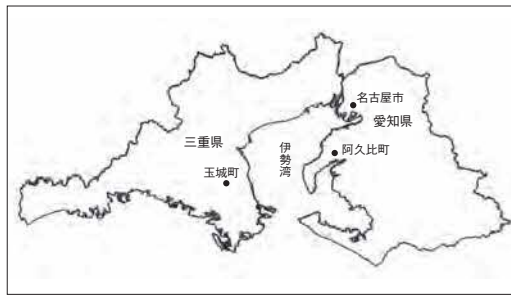 名古屋市
愛知県
三重県
伊勢湾
阿久比町
玉城町